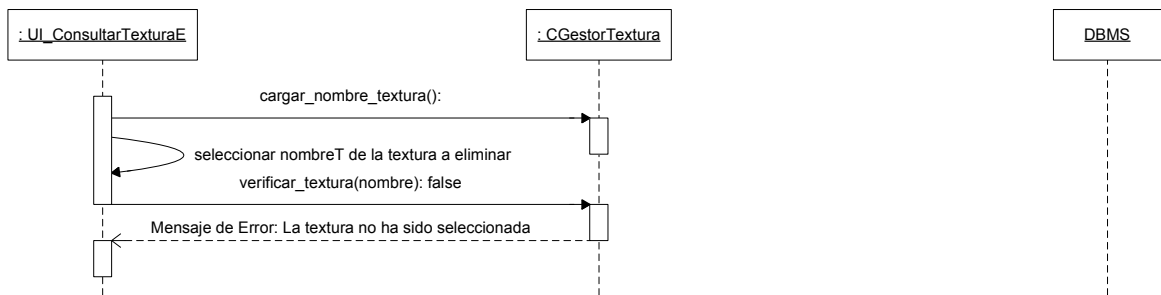 : UI_ConsultarTexturaE
: CGestorTextura
DBMS
cargar_nombre_textura():
seleccionar nombreT de la textura a eliminar
verificar_textura(nombre): false
Mensaje de Error: La textura no ha sido seleccionada